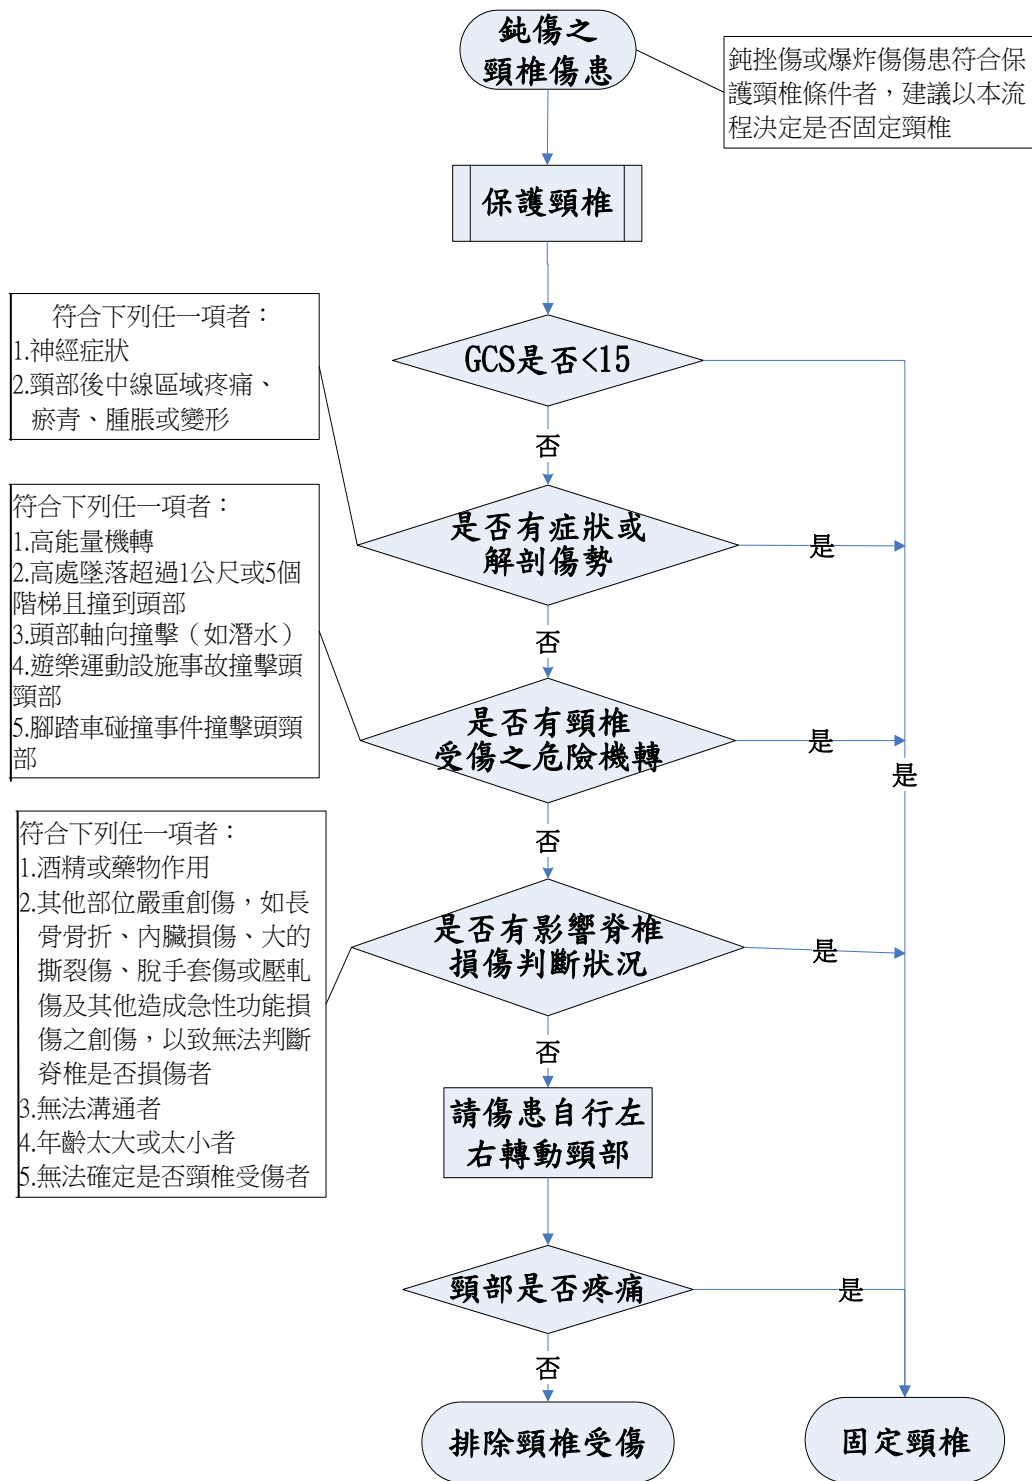 鈍傷之
頸椎傷患
鈍挫傷或爆炸傷傷患符合保
護頸椎條件者，建議以本流
程決定是否固定頸椎
保護頸椎
GCS是否<15
否
符合下列任一項者：
1.神經症狀
2.頸部後中線區域疼痛、
瘀青、腫脹或變形
是否有症狀或
解剖傷勢
是
否
符合下列任一項者：
1.高能量機轉
2.高處墜落超過1公尺或5個
階梯且撞到頭部
3.頭部軸向撞擊（如潛水）
4.遊樂運動設施事故撞擊頭
頸部
5.腳踏車碰撞事件撞擊頭頸
部
是否有頸椎
受傷之危險機轉
是
是
否
符合下列任一項者：
1.酒精或藥物作用
2.其他部位嚴重創傷，如長
骨骨折、內臟損傷、大的
撕裂傷、脫手套傷或壓軋
傷及其他造成急性功能損
傷之創傷，以致無法判斷
脊椎是否損傷者
3.無法溝通者
4.年齡太大或太小者
5.無法確定是否頸椎受傷者
是否有影響脊椎
損傷判斷狀況
是
否
請傷患自行左
右轉動頸部
頸部是否疼痛
是
否
排除頸椎受傷
固定頸椎